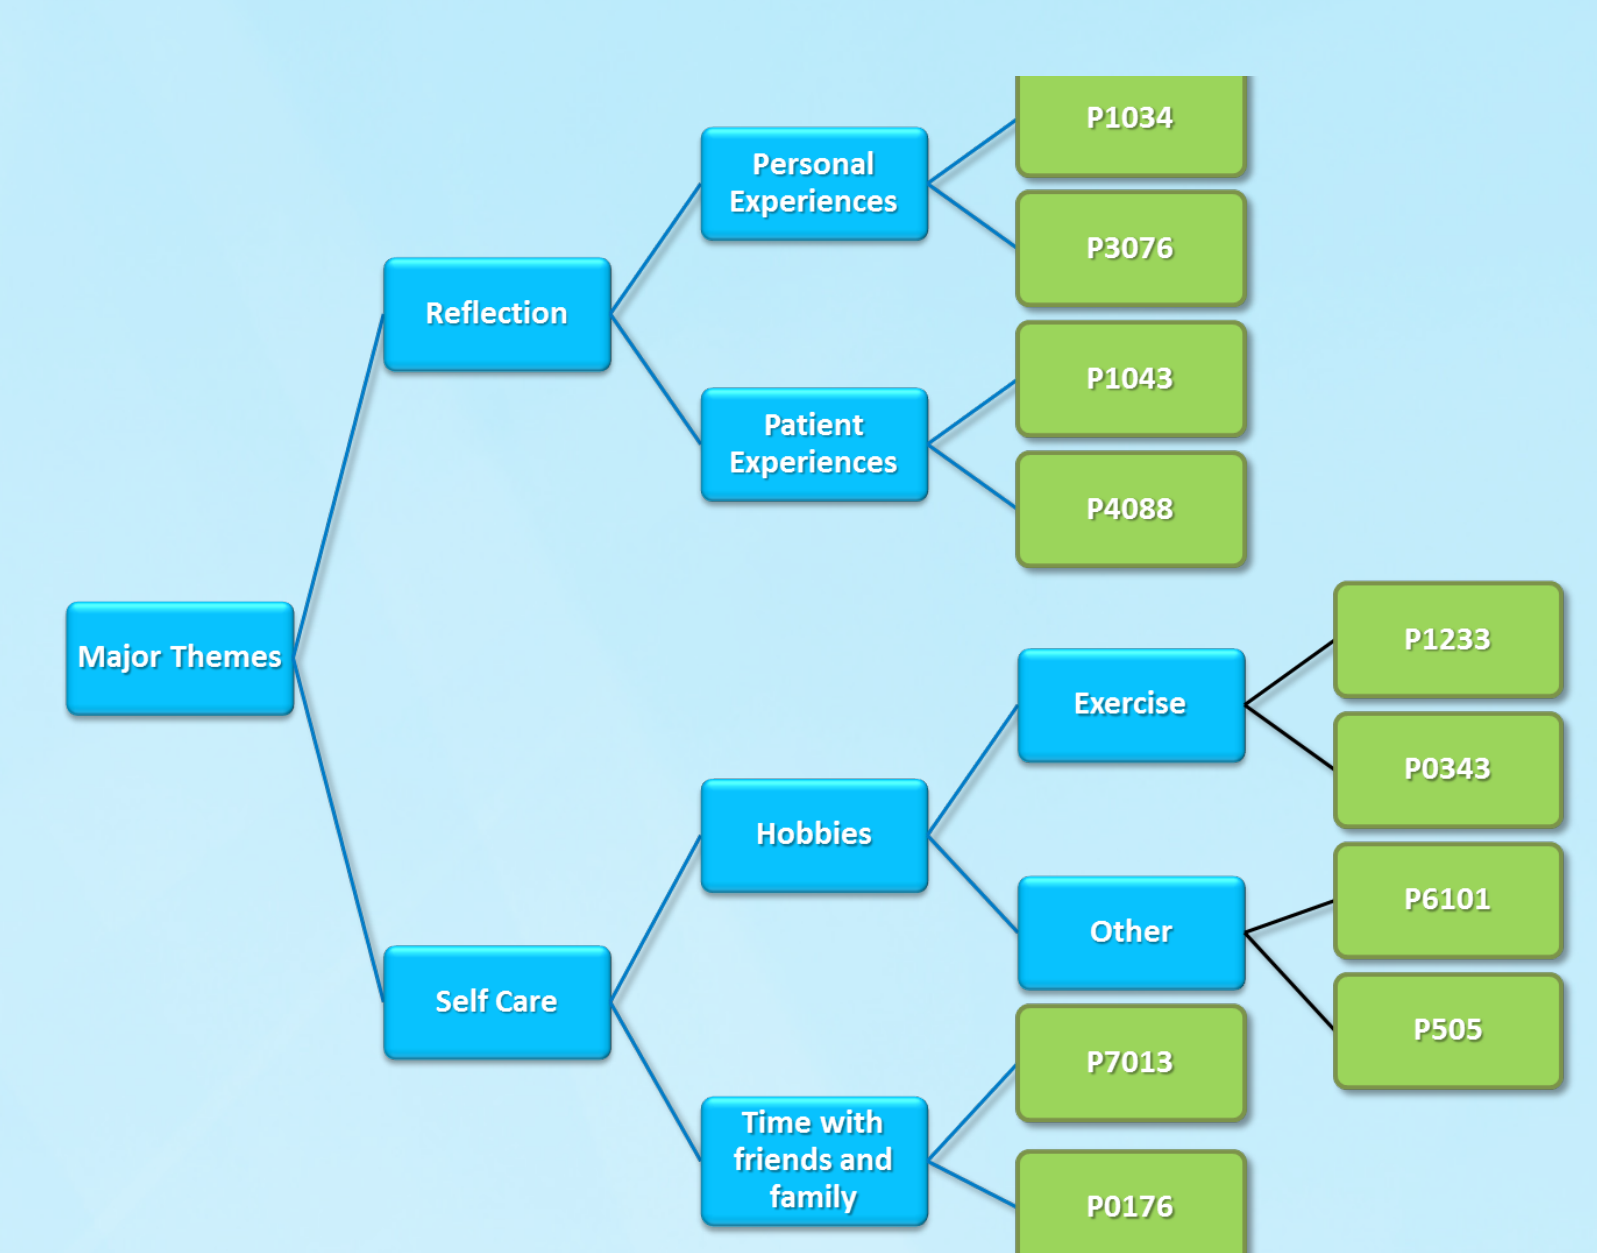 Major Themes
Reflection
Personal
Experiences
P1034
P3076
Patient
Experiences
P1043
P4088
Self Care
Hobbies
Exercise
P1233
P0343
Other
P6101
P505
Time with
friends and
family
P7013
P0176